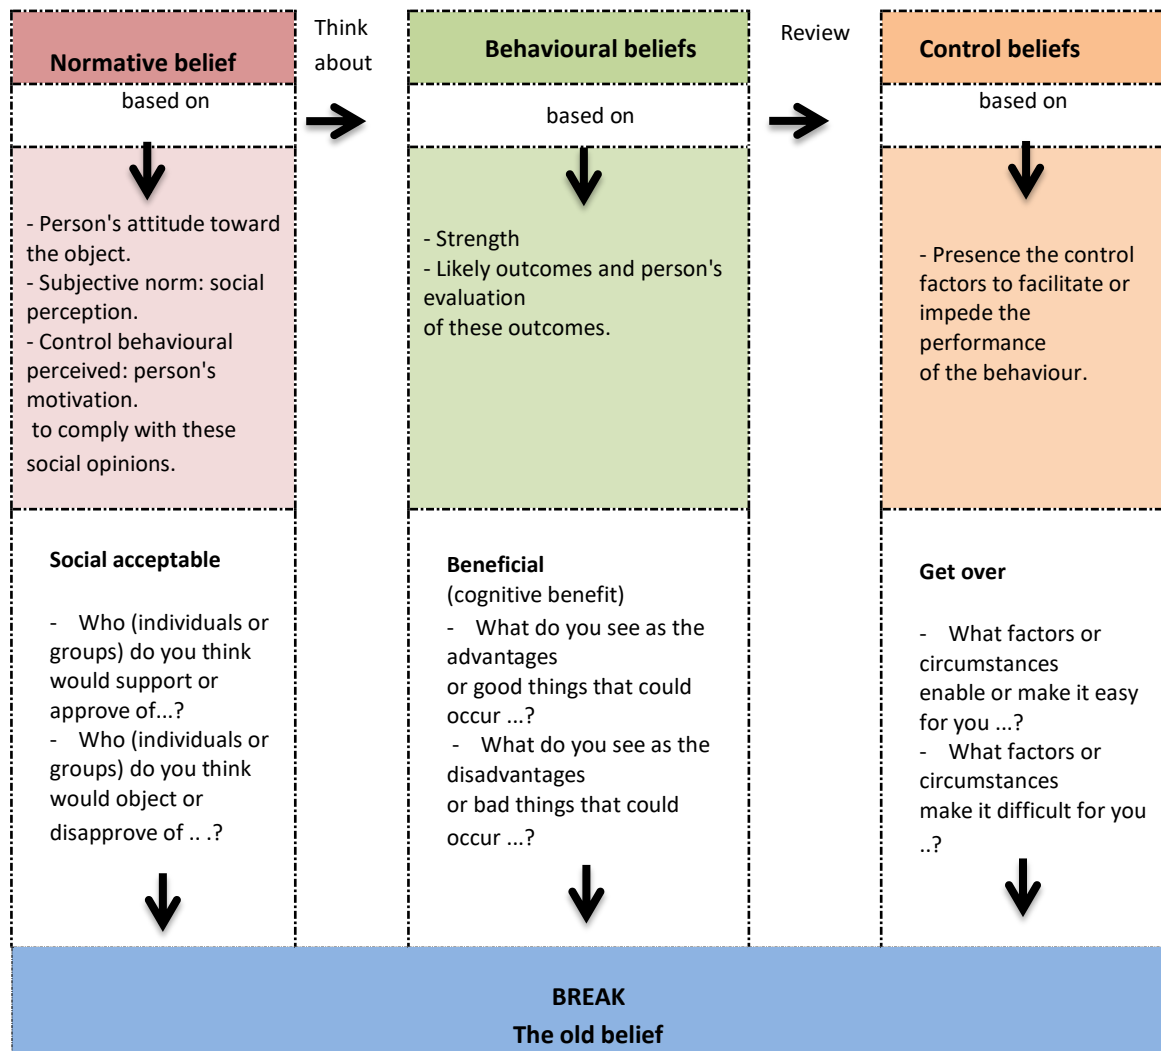 Normative belief
based on
- Person's attitude toward
the object.
- Subjective norm: social
perception.
- Control behavioural
perceived: person's
motivation.
to comply with these
social opinions.
Social acceptable
- Who (individuals or
groups) do you think
would support or
approve of...?
- Who (individuals or
groups) do you think
would object or
disapprove of .. .?
Think
about
Behavioural beliefs
based on
- Strength
- Likely outcomes and person's
evaluation
of these outcomes.
Beneficial
(cognitive benefit)
- What do you see as the
advantages
or good things that could
occur ...?
- What do you see as the
disadvantages
or bad things that could
occur ...?
Review
Control beliefs
based on
- Presence the control
factors to facilitate or
impede the
performance
of the behaviour.
Get over
- What factors or
circumstances
enable or make it easy
for you ...?
- What factors or
circumstances
make it difficult for you
..?
BREAK
The old belief